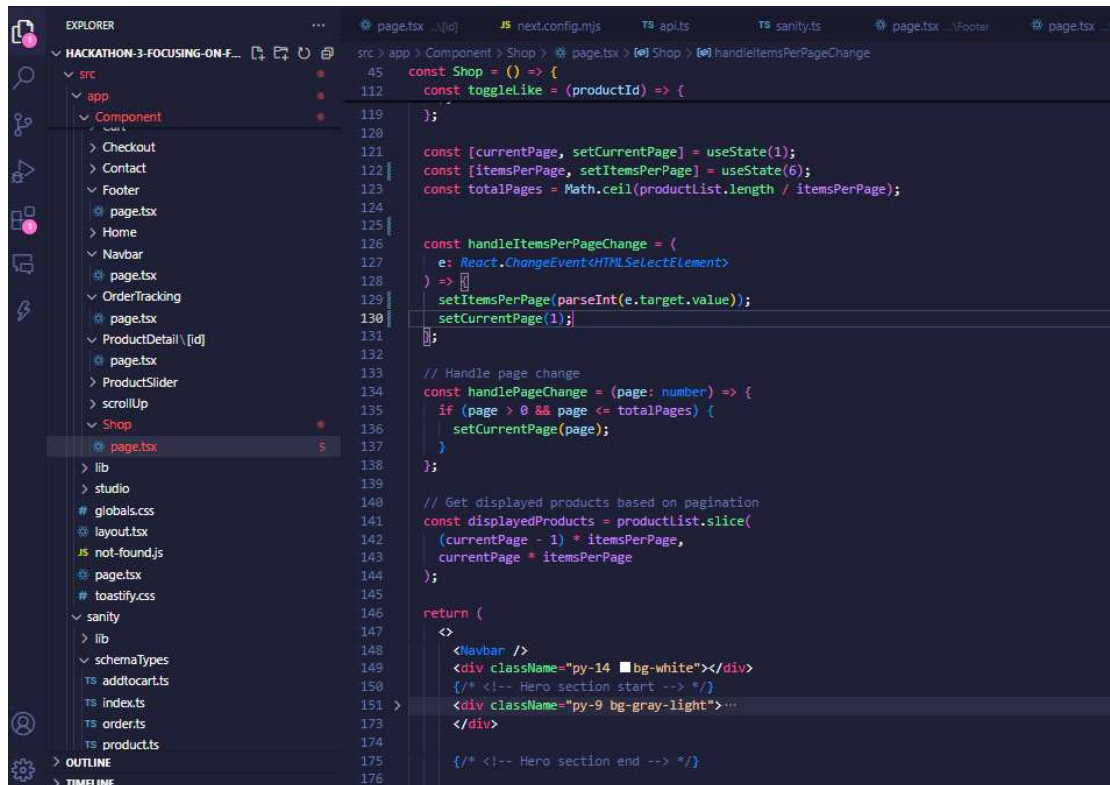 EXPLORER
HACKATHON-3-FOCUSING-ON-F...
src
app
Component
Cart
Checkout
Contact
Footer
page.tsx
Home
Navbar
page.tsx
OrderTracking
page.tsx
ProductDetail\[id]
page.tsx
ProductSlider
scrollUp
Shop
page.tsx 5
lib
studio
# globals.css
layout.tsx
JS not-found.js
page.tsx
# toastify.css
sanity
lib
schemaTypes
TS addtocart.ts
TS index.ts
TS order.ts
TS product.ts
OUTLINE
TIMELINE
page.tsx ...\[id] JS next.config.mjs TS api.ts TS sanity.ts page.tsx ...\Footer page.tsx ...
src > app > Component > Shop > page.tsx > Shop > handleItemsPerPageChange
45 const Shop = () => {
112 const toggleLike = (productId) => {
119 };
120
121 const [currentPage, setCurrentPage] = useState(1);
122 const [itemsPerPage, setItemsPerPage] = useState(6);
123 const totalPages = Math.ceil(productList.length / itemsPerPage);
124
125
126 const handleItemsPerPageChange = (
127 e: React.ChangeEvent<HTMLSelectElement>
128 ) => {
129 setItemsPerPage(parseInt(e.target.value));
130 setCurrentPage(1);
131 };
132
133 // Handle page change
134 const handlePageChange = (page: number) => {
135 if (page > 0 && page <= totalPages) {
136 setCurrentPage(page);
137 }
138 };
139
140 // Get displayed products based on pagination
141 const displayedProducts = productList.slice(
142 (currentPage - 1) * itemsPerPage,
143 currentPage * itemsPerPage
144 );
145
146 return (
147 <>
148 <Navbar />
149 <div className="py-14 bg-white"></div>
150 {/* <!-- Hero section start --> */}
151 > <div className="py-9 bg-gray-light">...
173 </div>
174
175 {/* <!-- Hero section end --> */}
176